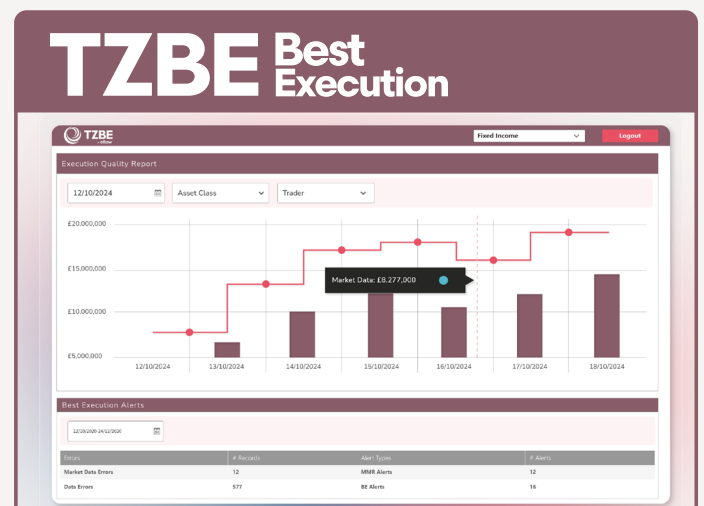 TZBE Best
Execution
TZBE
- eflow
Fixed Income
Logout
Execution Quality Report
12/10/2024
Asset Class
Trader
£20,000,000
£15,000,000
Market Data: £8.277,000
£10.000,000
£5,000,000
12/10/2024 13/10/2024 14/10/2024 15/10/2024 16/10/2024 17/10/2024 18/10/2024
Best Execution Alerts
Errors # Records Alert Types # Alerts
Market Data Errors 12 MMR Alerts 12
Data Errors 577 BE Alerts 16